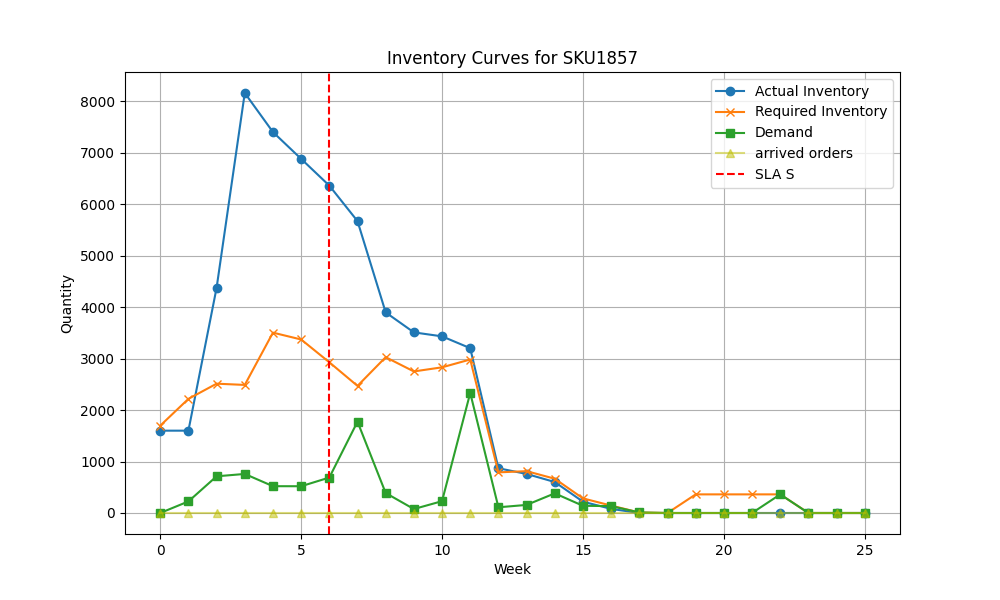 Inventory Curves for SKU1857
Actual Inventory
Required Inventory
Demand
arrived orders
SLA S
Quantity
8000
7000
6000
5000
4000
3000
2000
1000
0
0 5 10 15 20 25
Week